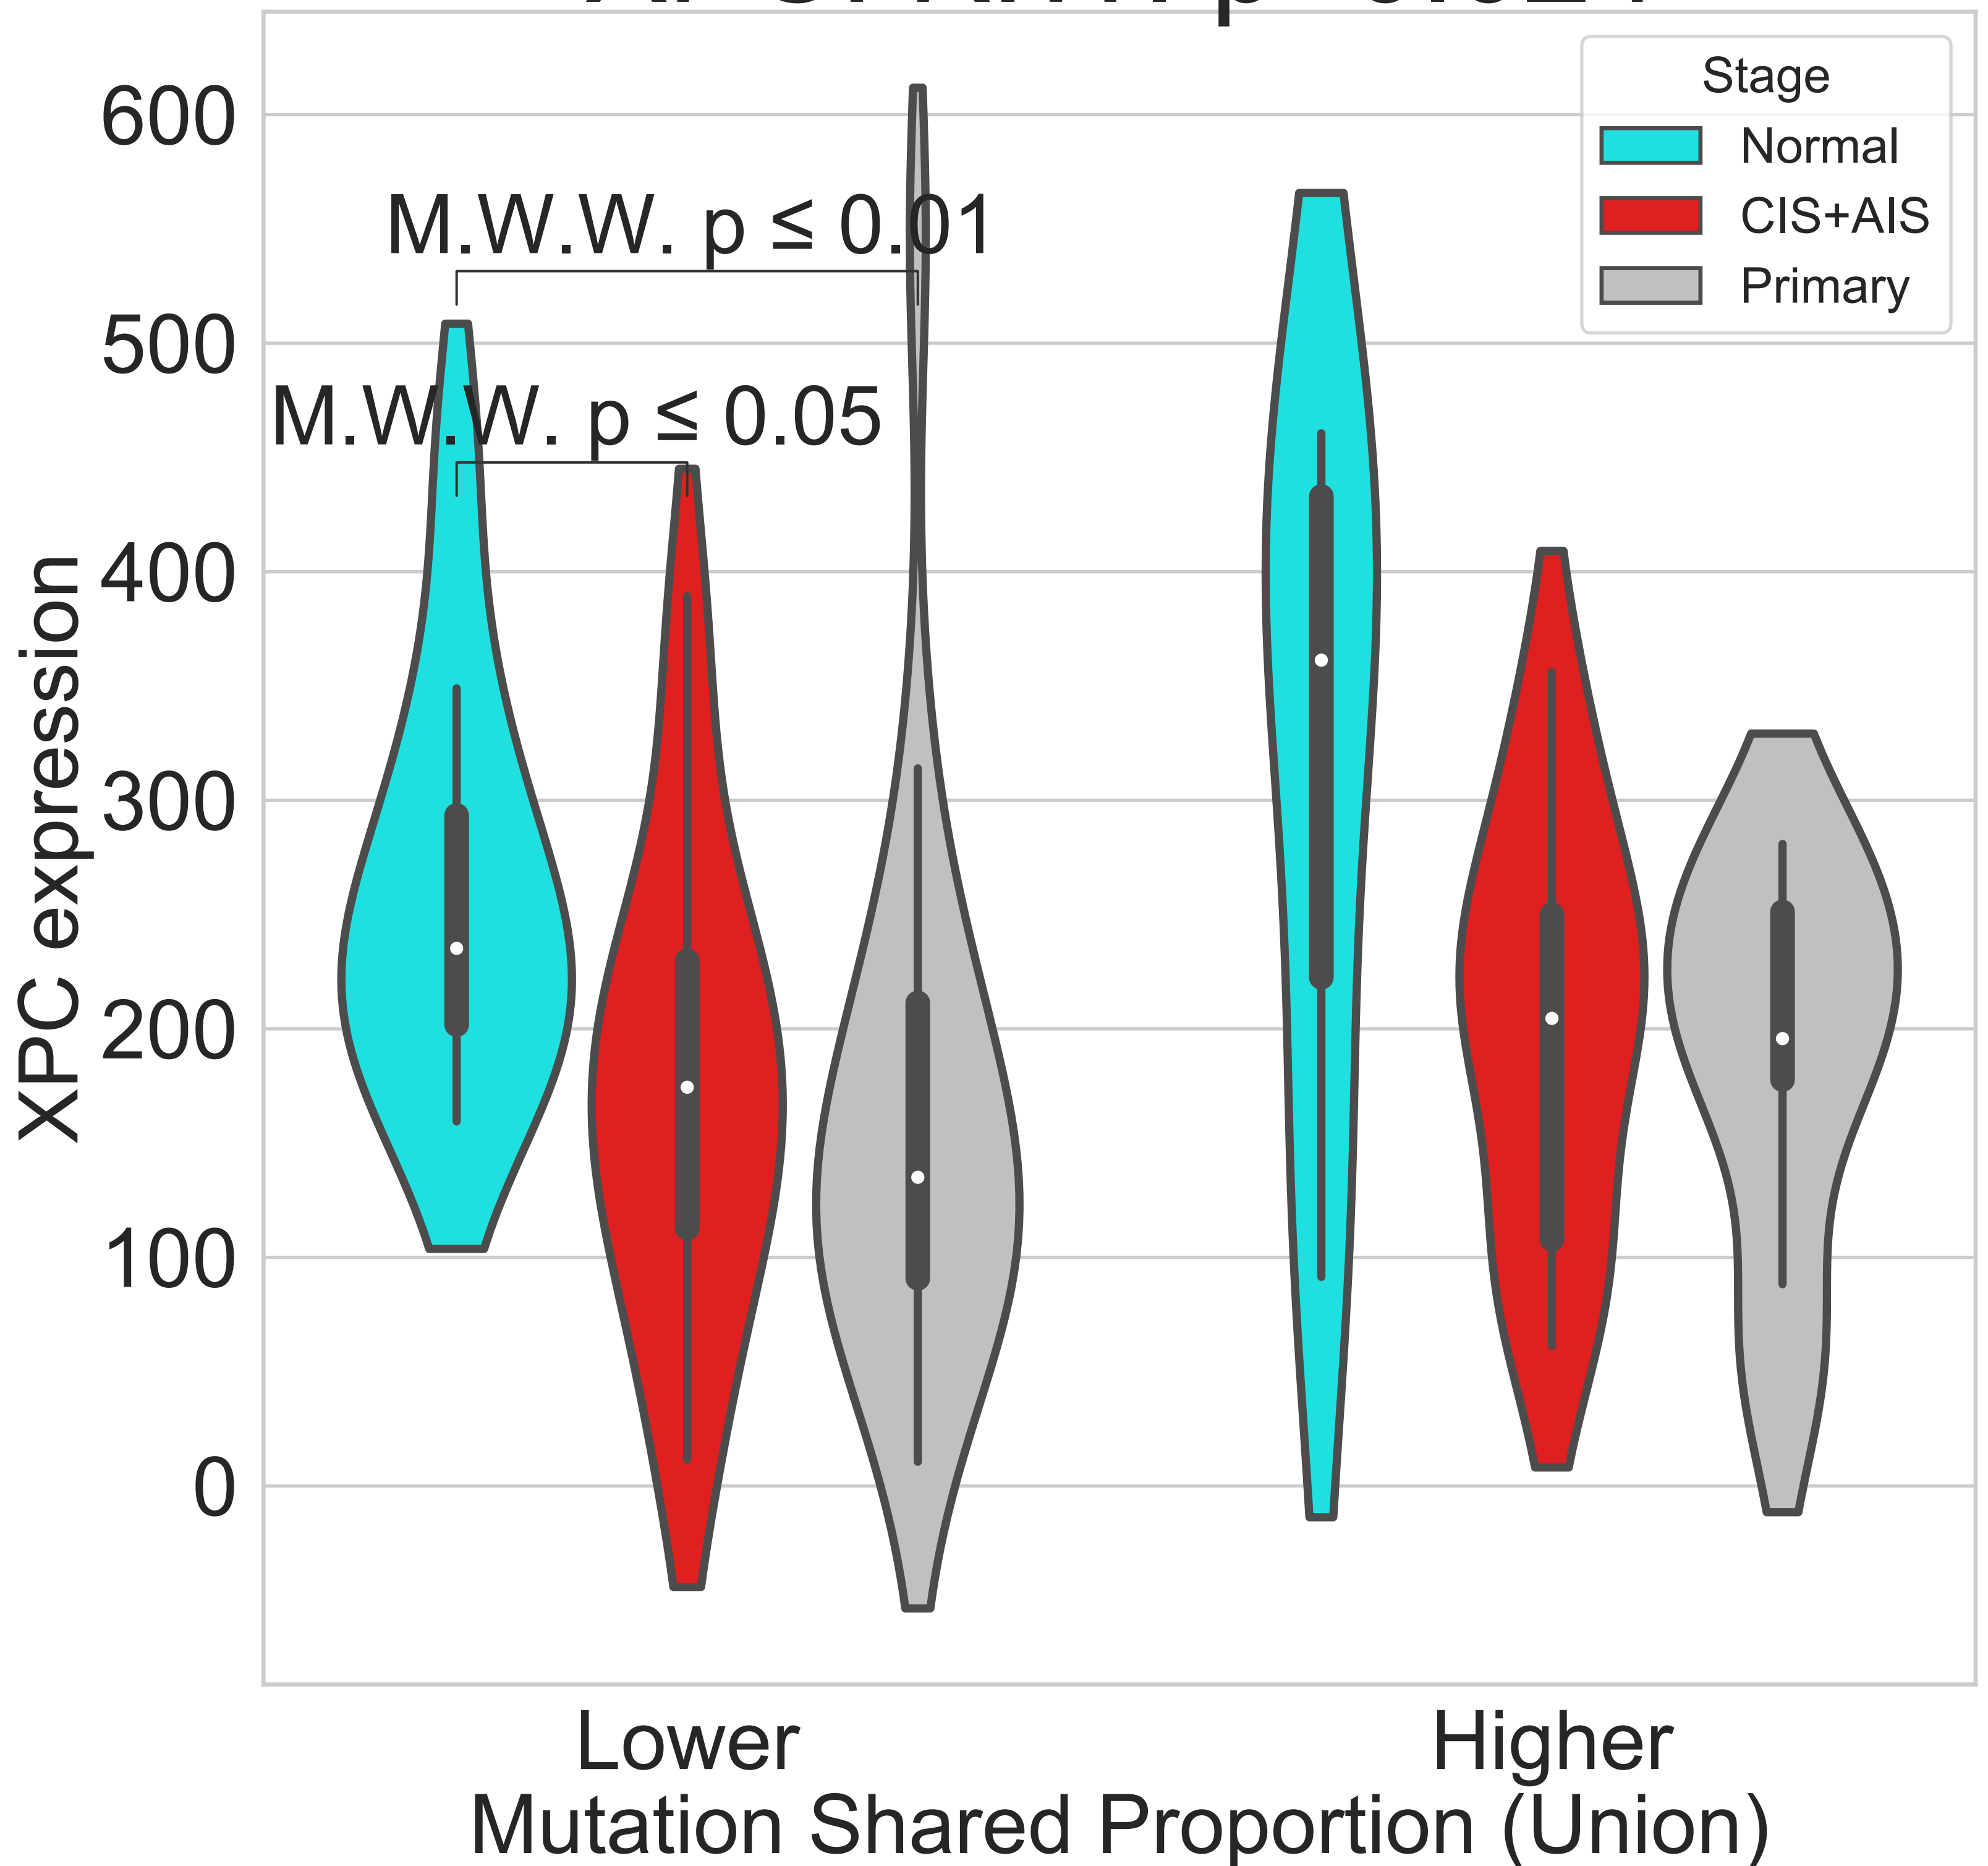 Stage
Normal
CIS+AIS
Primary
600
500
400
300
200
100
0
M.W.W. p ≤ 0.01
M.W.W. p ≤ 0.05
XPC expression
Lower
Higher
Mutation Shared Proportion (Union)